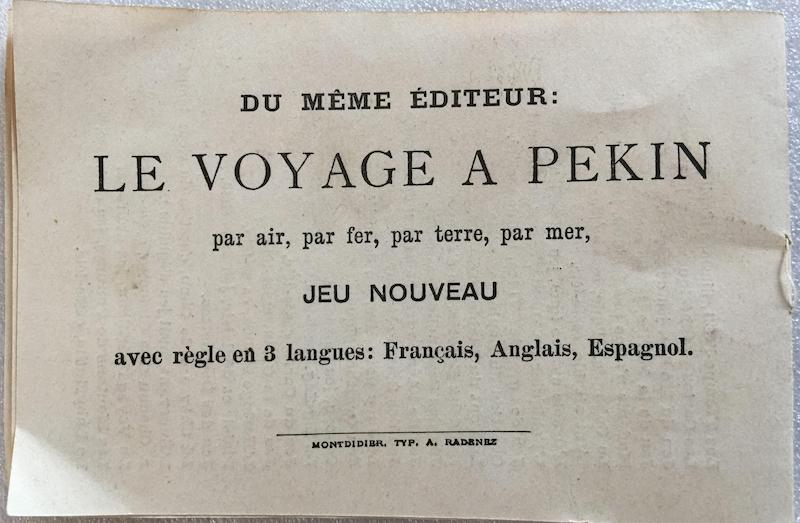 DU MÊME ÉDITEUR:
LE VOYAGE A PEKIN
par air, par fer, par terre, par mer,
JEU NOUVEAU
avec règle en 3 langues: Français, Anglais, Espagnol.
MONTDIDIER, TYP. A. RADENEZ